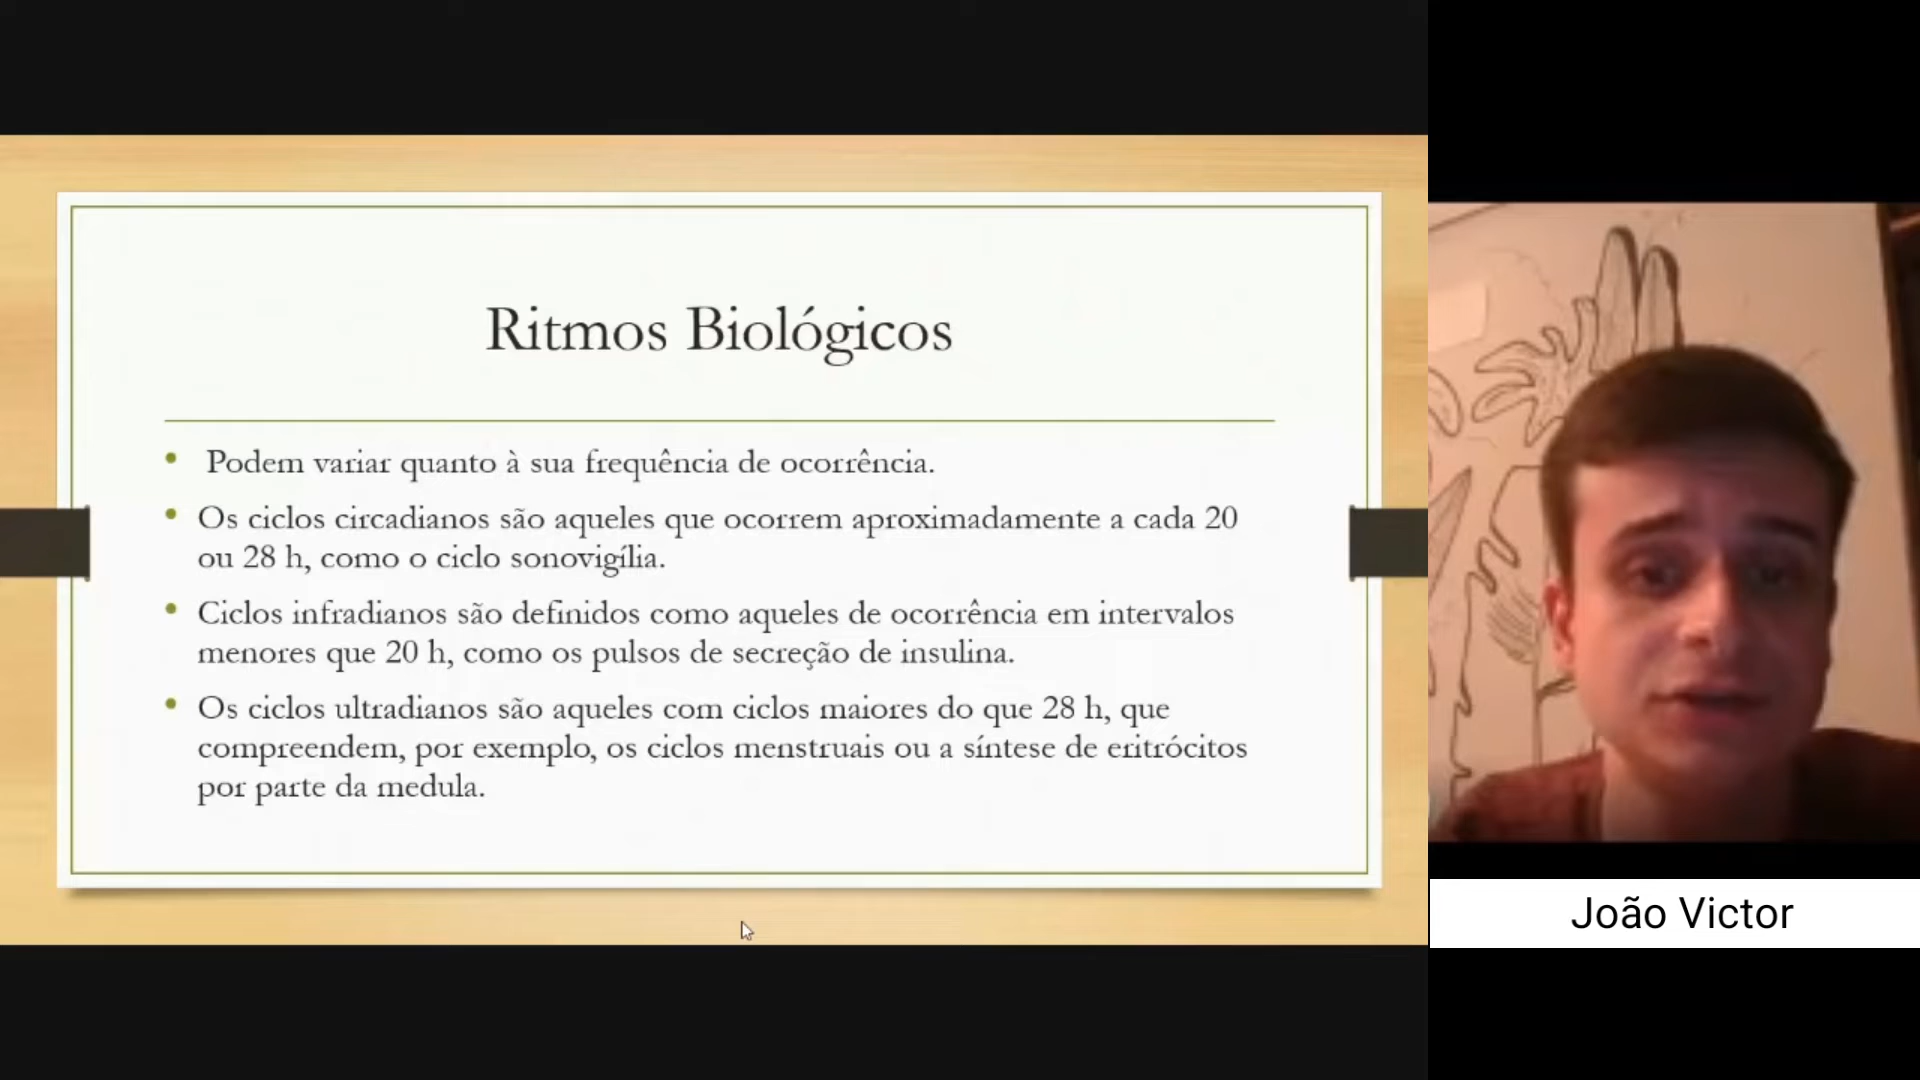 Ritmos Biológicos
• Podem variar quanto à sua frequência de ocorrência.
• Os ciclos circadianos são aqueles que ocorrem aproximadamente a cada 20
ou 28 h, como o ciclo sonovigília.
• Ciclos infradianos são definidos como aqueles de ocorrência em intervalos
menores que 20 h, como os pulsos de secreção de insulina.
• Os ciclos ultradianos são aqueles com ciclos maiores do que 28 h, que
compreendem, por exemplo, os ciclos menstruais ou a síntese de eritrócitos
por parte da medula.
João Victor